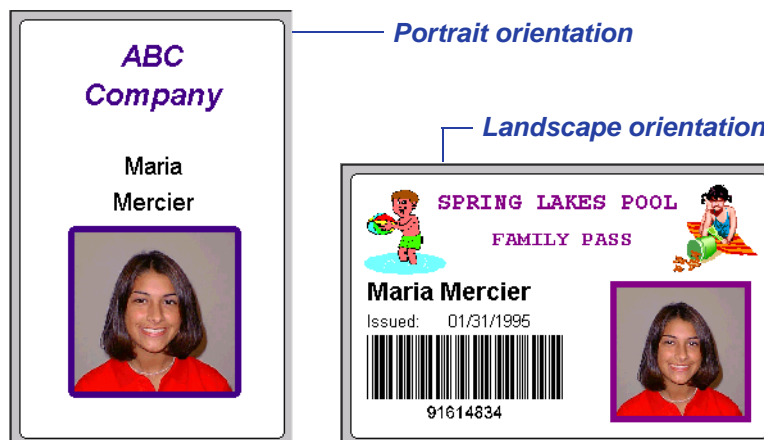 Portrait orientation
ABC
Company
Maria
Mercier
Landscape orientation
SPRING LAKES POOL
FAMILY PASS
Maria Mercier
Issued: 01/31/1995
91614834